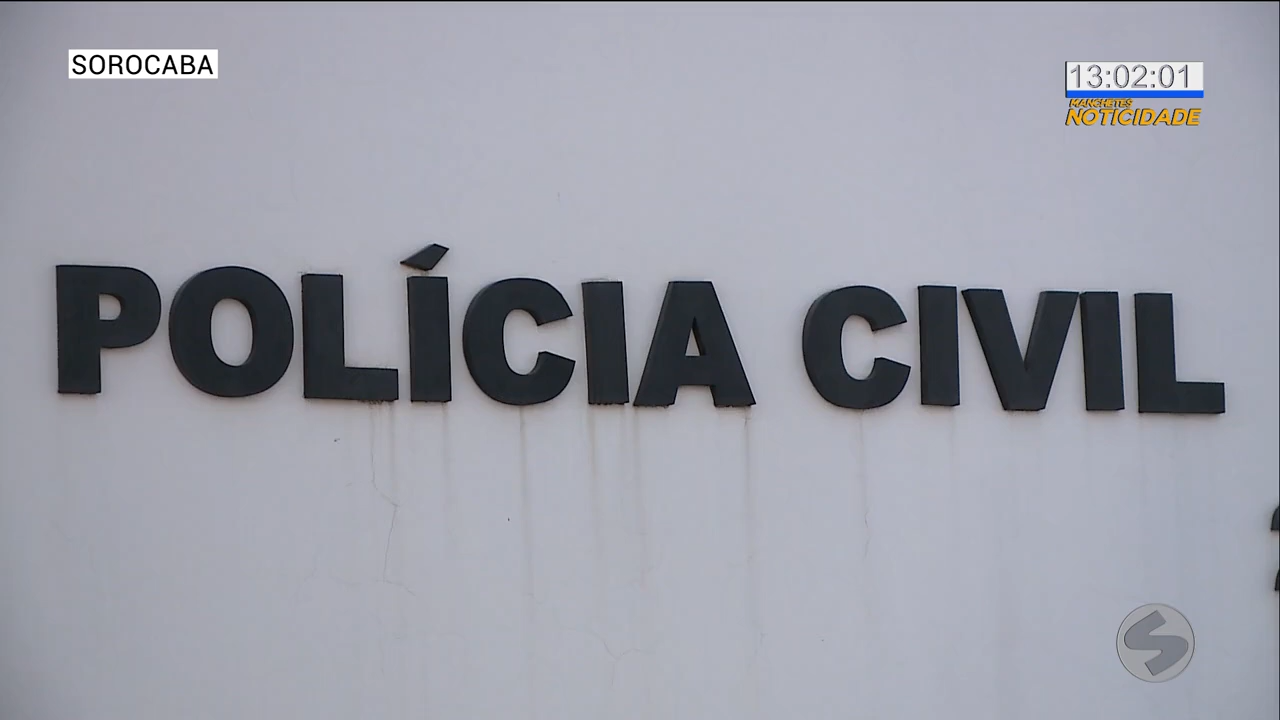 SOROCABA
13:02:01
MANCHETES
NOTICIDADE
POLÍCIA CIVIL
S